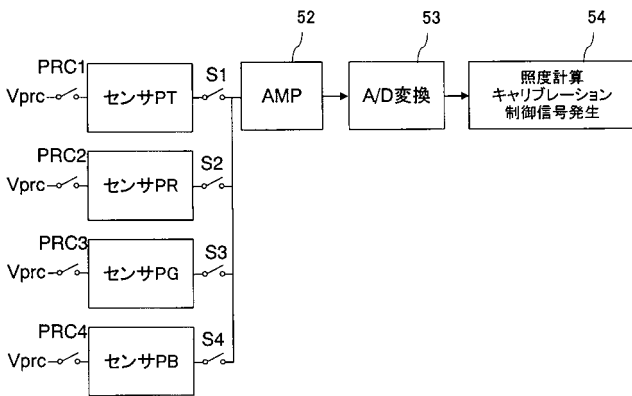 52
53
54
PRC1
Vprc
センサPT
S1
AMP
A/D変換
照度計算
キャリブレーション
制御信号発生
PRC2
Vprc
センサPR
S2
PRC3
Vprc
センサPG
S3
PRC4
Vprc
センサPB
S4